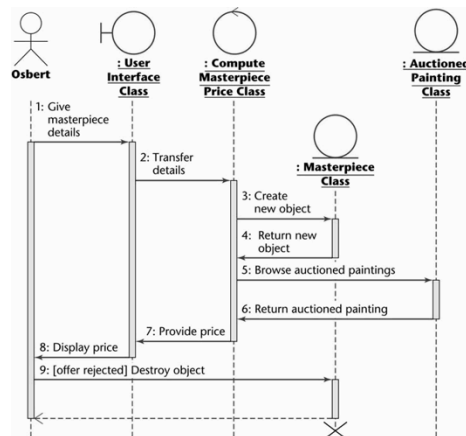 Osbert
: User
Interface
Class
: Compute
Masterpiece
Price Class
: Auctioned
Painting
Class
1: Give
masterpiece
details
2: Transfer
details
: Masterpiece
Class
3: Create
new object
4: Return new
object
5: Browse auctioned paintings
6: Return auctioned painting
7: Provide price
8: Display price
9: [offer rejected] Destroy object